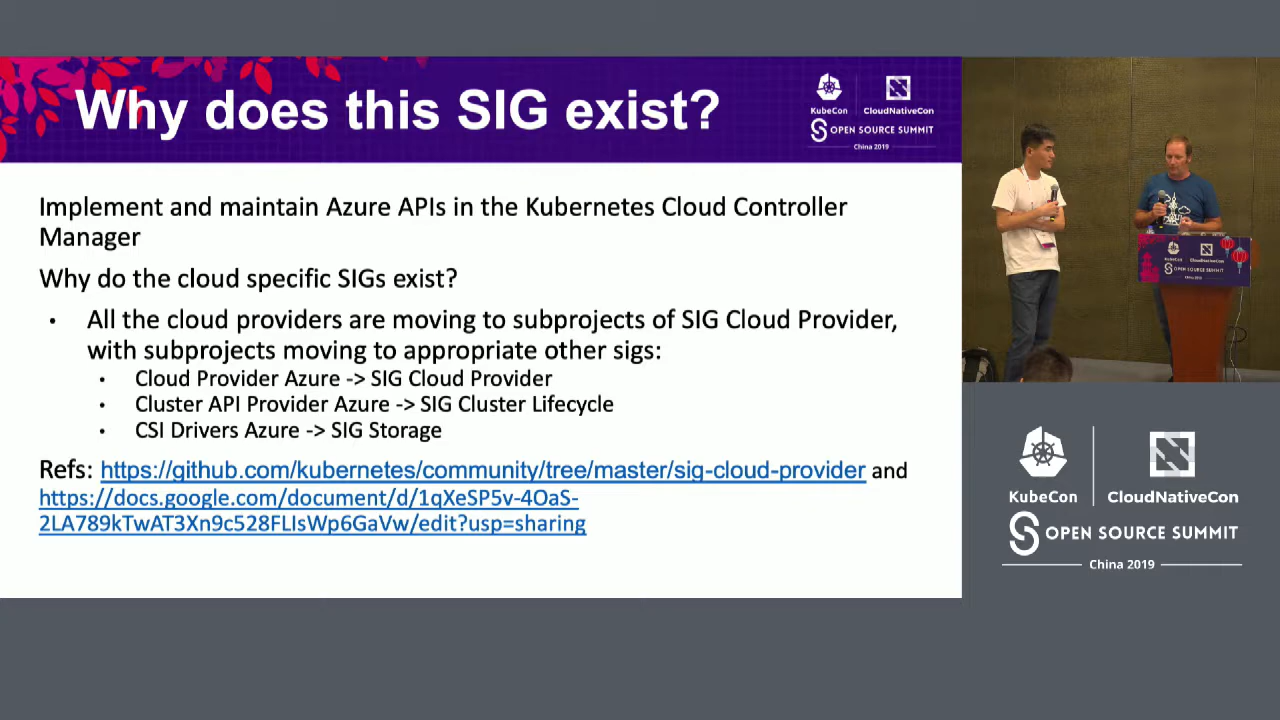 Why does this SIG exist?
KubeCon
CloudNativeCon
OPEN SOURCE SUMMIT
China 2019
Implement and maintain Azure APIs in the Kubernetes Cloud Controller
Manager
Why do the cloud specific SIGs exist?
• All the cloud providers are moving to subprojects of SIG Cloud Provider,
with subprojects moving to appropriate other sigs:
• Cloud Provider Azure -> SIG Cloud Provider
• Cluster API Provider Azure -> SIG Cluster Lifecycle
• CSI Drivers Azure -> SIG Storage
Refs: https://github.com/kubernetes/community/tree/master/sig-cloud-provider and
https://docs.google.com/document/d/1qXeSP5v-4OaS-
2LA789kTwAT3Xn9c528FLIsWp6GaVw/edit?usp=sharing
KubeCon
CloudNativeCon
OPEN SOURCE SUMMIT
KubeCon
CloudNativeCon
OPEN SOURCE SUMMIT
China 2019